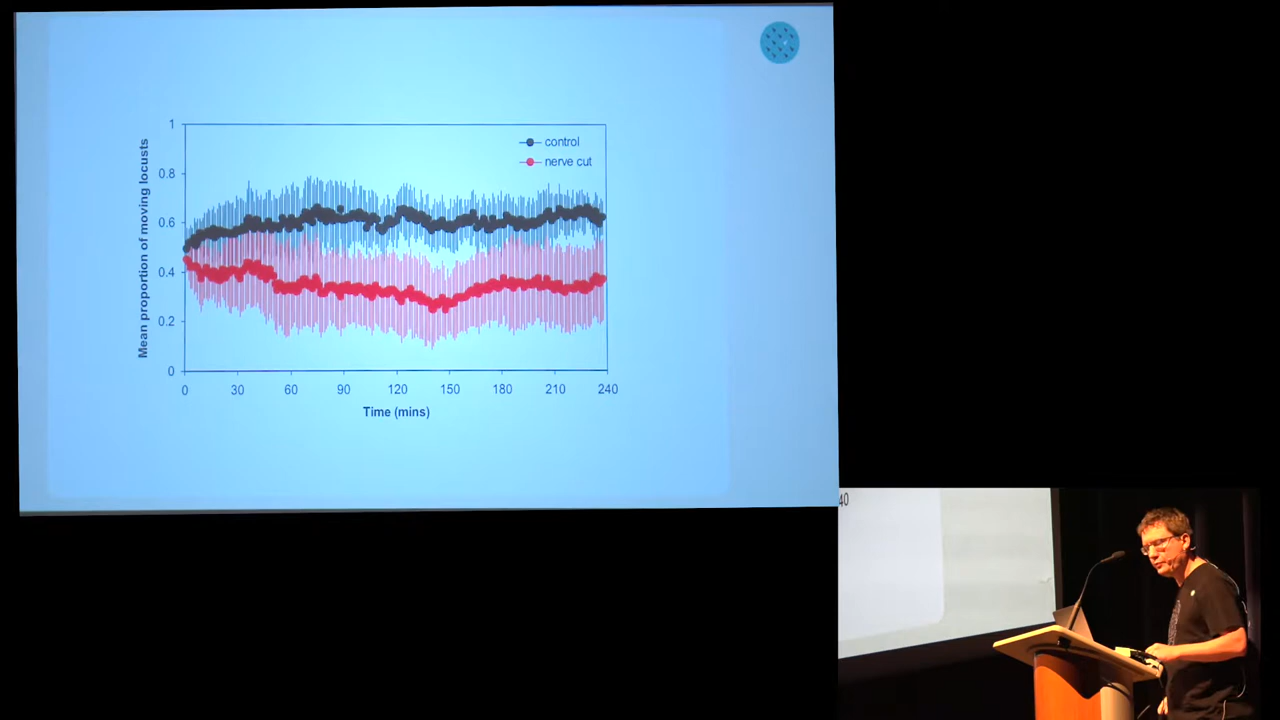 1
control
nerve cut
0.8
0.6
0.4
0.2
0
Mean proportion of moving locusts
0 30 60 90 120 150 180 210 240
Time (mins)
40